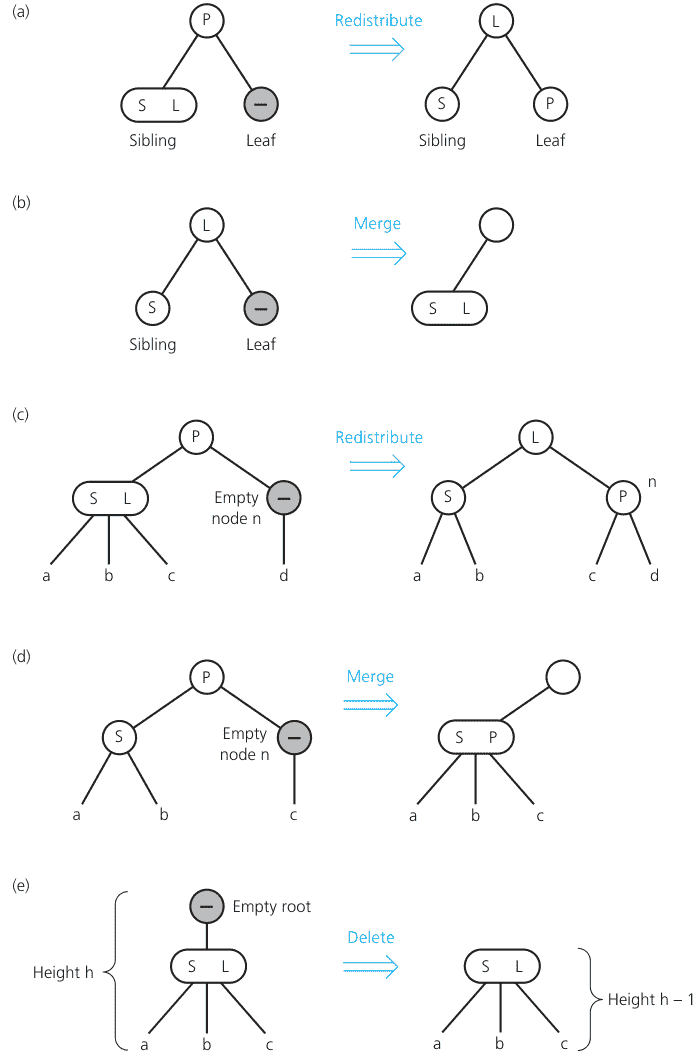 (a)
P
Redistribute
L
S L
–
S
P
Sibling
Leaf
Sibling
Leaf
(b)
L
Merge
S
–
S L
Sibling
Leaf
(c)
P
Redistribute
L
S L
Empty
node n
–
S
P
n
a b c d
a b c d
(d)
P
Merge
S
Empty
node n
–
S P
a b c
a b c
(e)
–
Empty root
Delete
Height h
S L
S L
Height h – 1
a b c
a b c